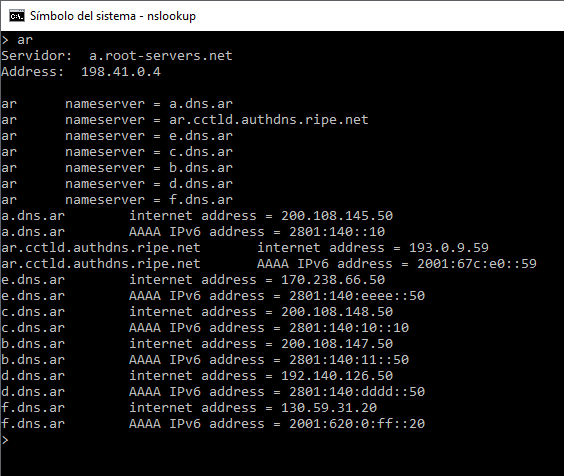 C:\. Símbolo del sistema - nslookup
> ar
Servidor:  a.root-servers.net
Address:  198.41.0.4

ar      nameserver = a.dns.ar
ar      nameserver = ar.cctld.authdns.ripe.net
ar      nameserver = e.dns.ar
ar      nameserver = c.dns.ar
ar      nameserver = b.dns.ar
ar      nameserver = d.dns.ar
ar      nameserver = f.dns.ar
a.dns.ar        internet address = 200.108.145.50
a.dns.ar        AAAA IPv6 address = 2801:140::10
ar.cctld.authdns.ripe.net       internet address = 193.0.9.59
ar.cctld.authdns.ripe.net       AAAA IPv6 address = 2001:67c:e0::59
e.dns.ar        internet address = 170.238.66.50
e.dns.ar        AAAA IPv6 address = 2801:140:eeee::50
c.dns.ar        internet address = 200.108.148.50
c.dns.ar        AAAA IPv6 address = 2801:140:10::10
b.dns.ar        internet address = 200.108.147.50
b.dns.ar        AAAA IPv6 address = 2801:140:11::50
d.dns.ar        internet address = 192.140.126.50
d.dns.ar        AAAA IPv6 address = 2801:140:dddd::50
f.dns.ar        internet address = 130.59.31.20
f.dns.ar        AAAA IPv6 address = 2001:620:0:ff::20
>